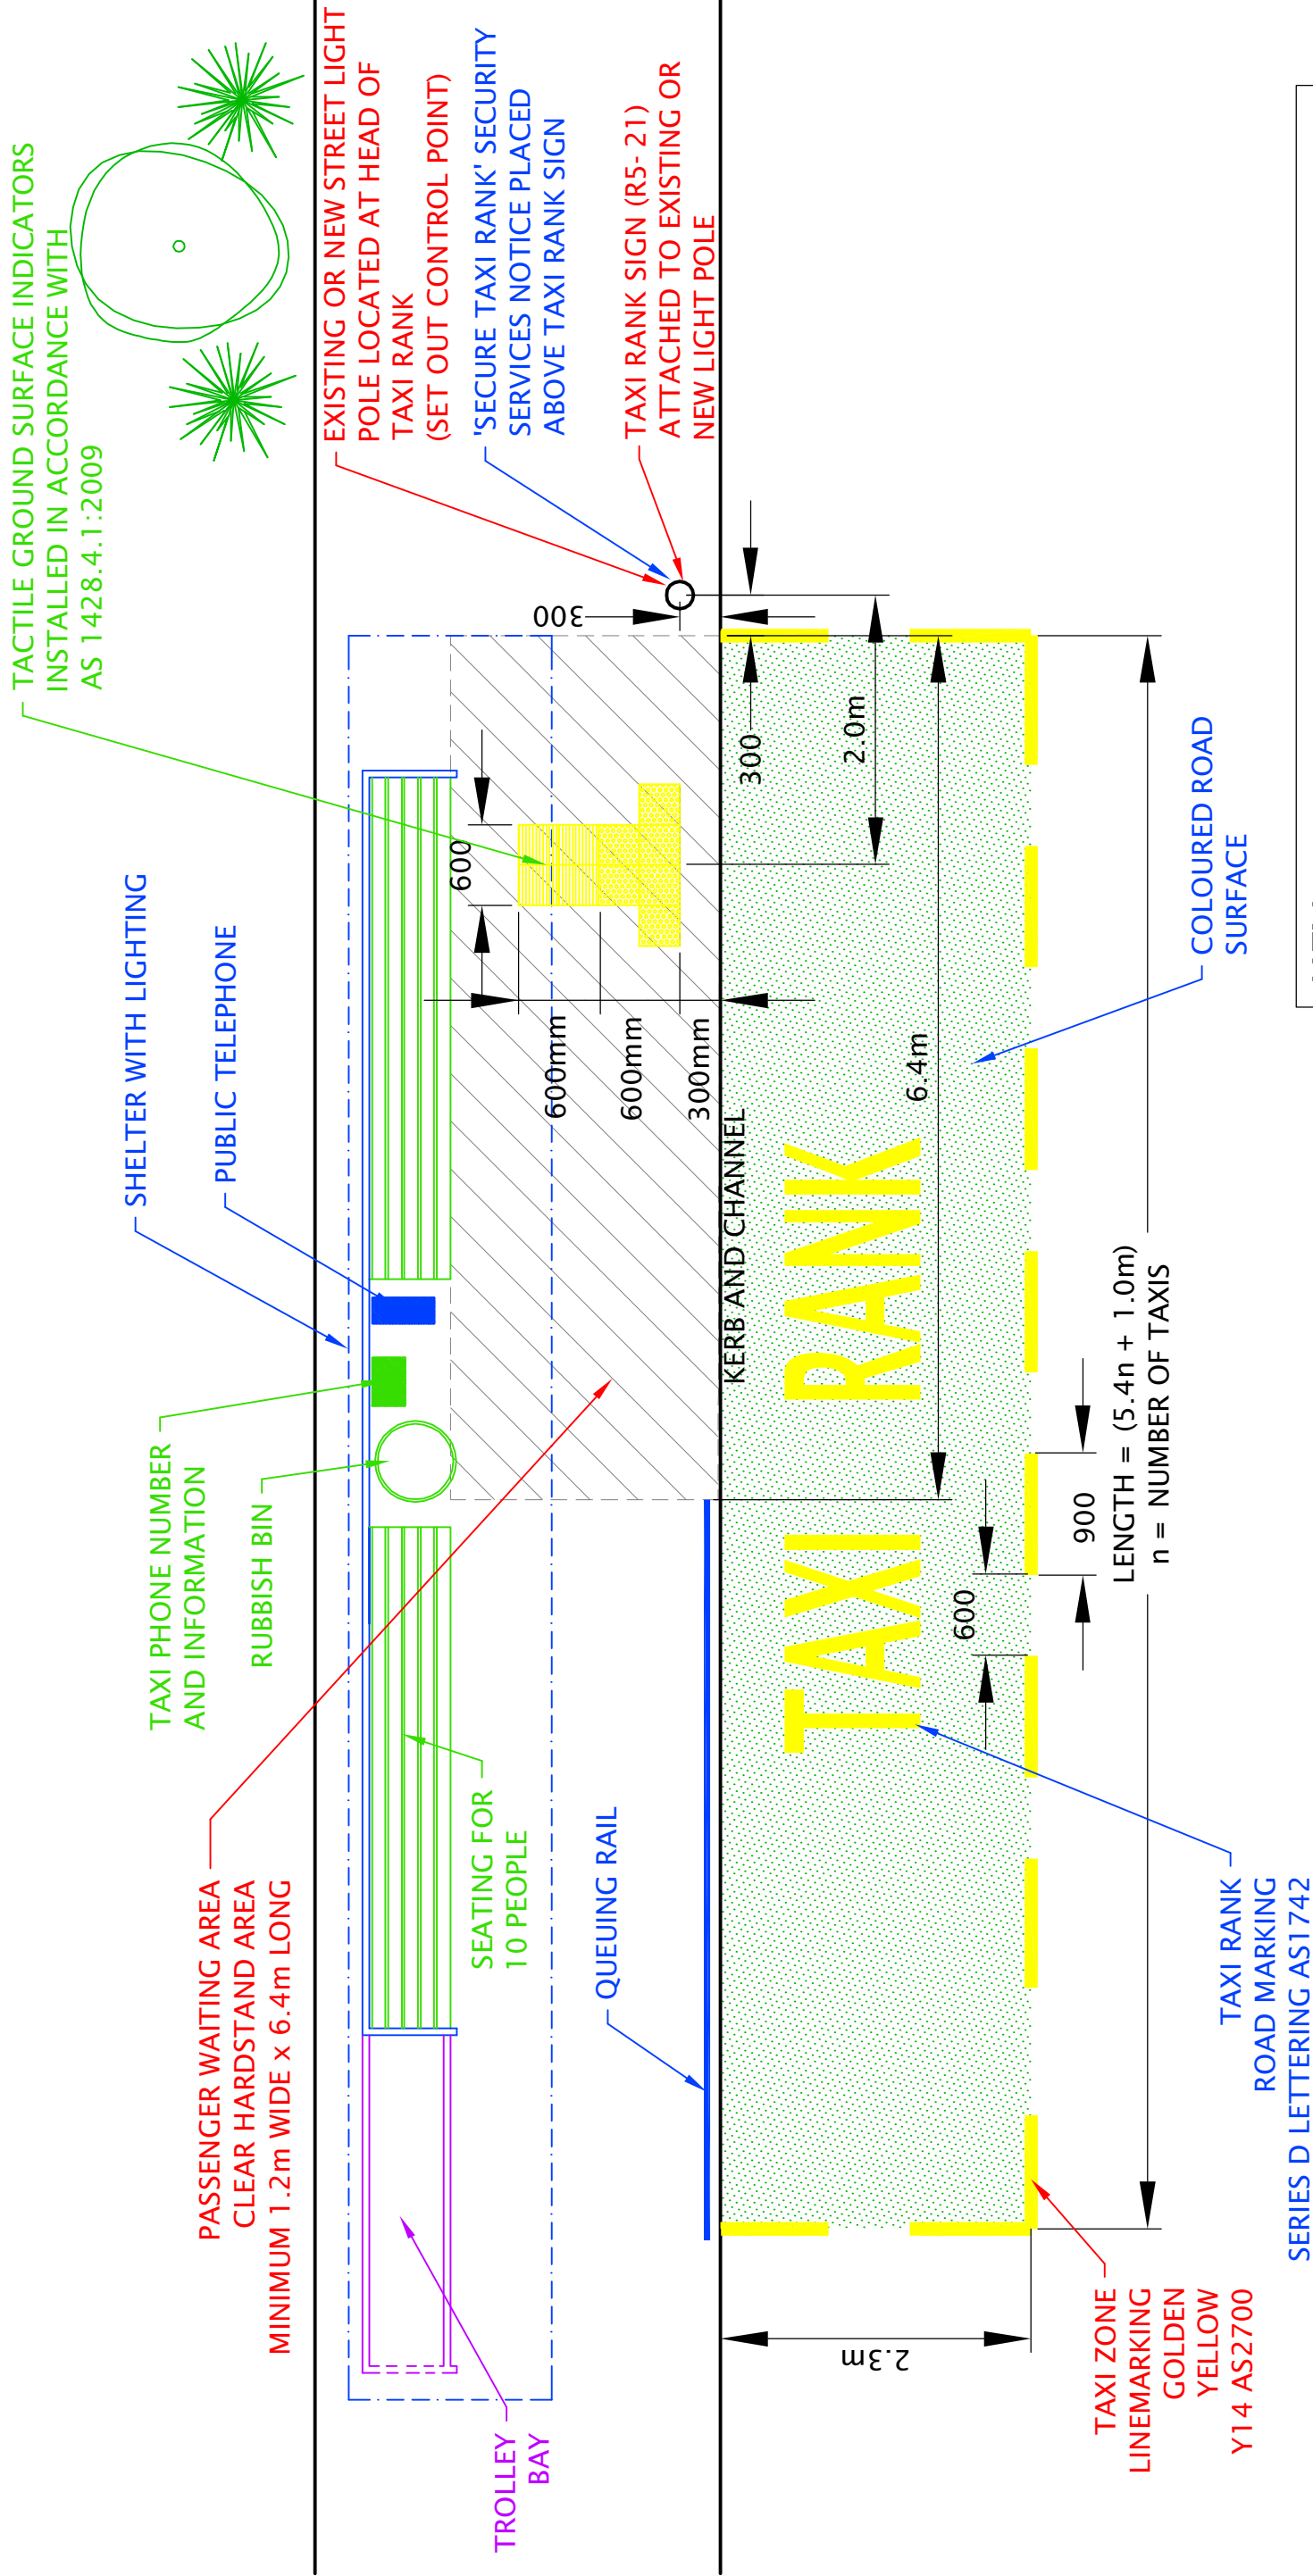 TACTILE GROUND SURFACE INDICATORS
INSTALLED IN ACCORDANCE WITH
AS 1428.4.1:2009
SHELTER WITH LIGHTING
PUBLIC TELEPHONE
TAXI PHONE NUMBER
AND INFORMATION
RUBBISH BIN
PASSENGER WAITING AREA
CLEAR HARDSTAND AREA
MINIMUM 1.2m WIDE x 6.4m LONG
EXISTING OR NEW STREET LIGHT
POLE LOCATED AT HEAD OF
TAXI RANK
(SET OUT CONTROL POINT)
'SECURE TAXI RANK' SECURITY
SERVICES NOTICE PLACED
ABOVE TAXI RANK SIGN
TAXI RANK SIGN (R5- 21)
ATTACHED TO EXISTING OR
NEW LIGHT POLE
SEATING FOR
10 PEOPLE
TROLLEY
BAY
QUEUING RAIL
600
300
600mm
600mm
300mm
KERB AND CHANNEL
300
2.0m
6.4m
TAXI RANK
600
900
2.3m
LENGTH = (5.4n + 1.0m)
n = NUMBER OF TAXIS
COLOURED ROAD
SURFACE
TAXI ZONE
LINEMARKING
GOLDEN
YELLOW
Y14 AS2700
TAXI RANK
ROAD MARKING
SERIES D LETTERING AS1742